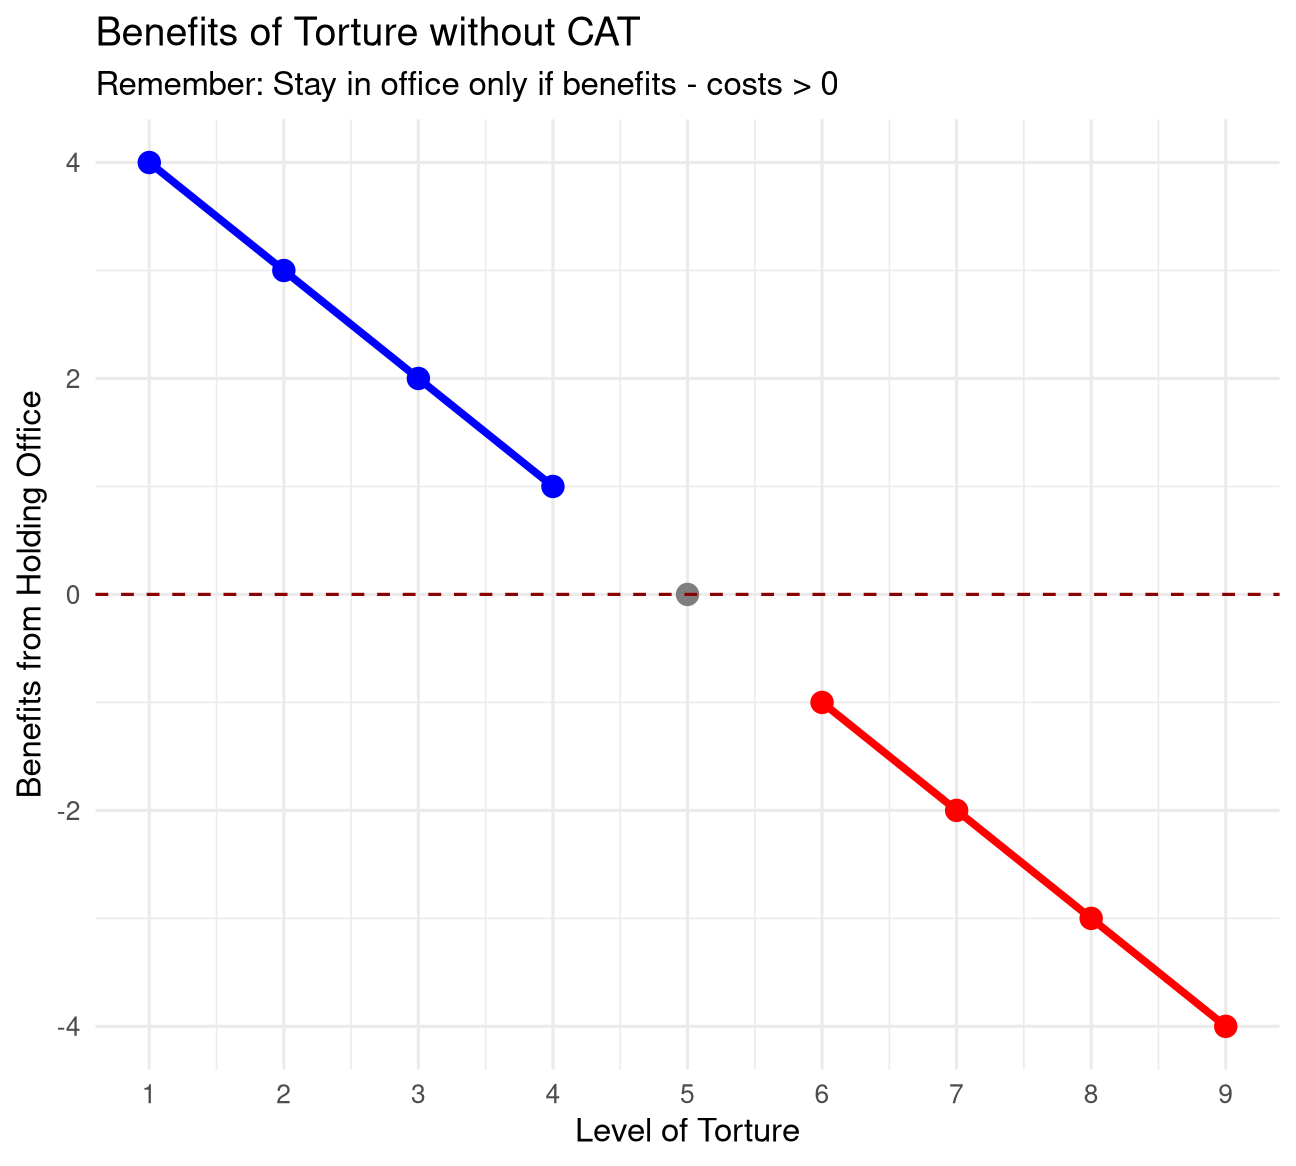 Benefits of Torture without CAT
Remember: Stay in office only if benefits - costs > 0
Benefits from Holding Office
4
2
0
-2
-4
1 2 3 4 5 6 7 8 9
Level of Torture